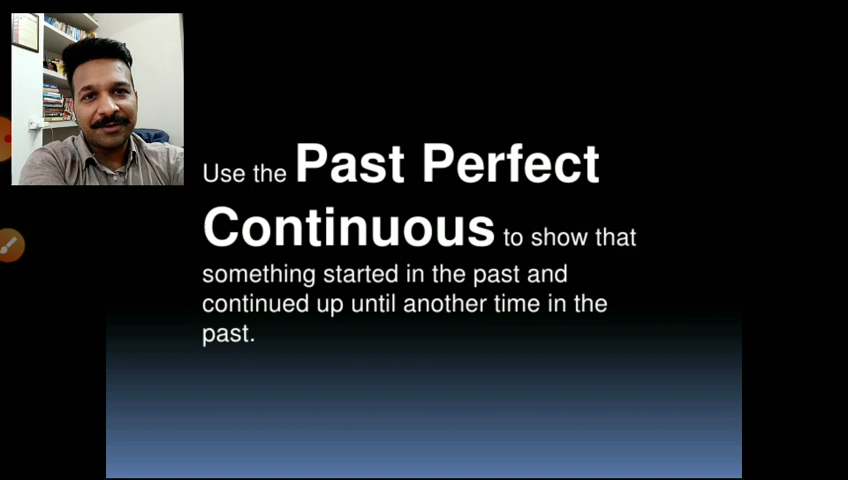 Use the Past Perfect
Continuous to show that
something started in the past and
continued up until another time in the
past.